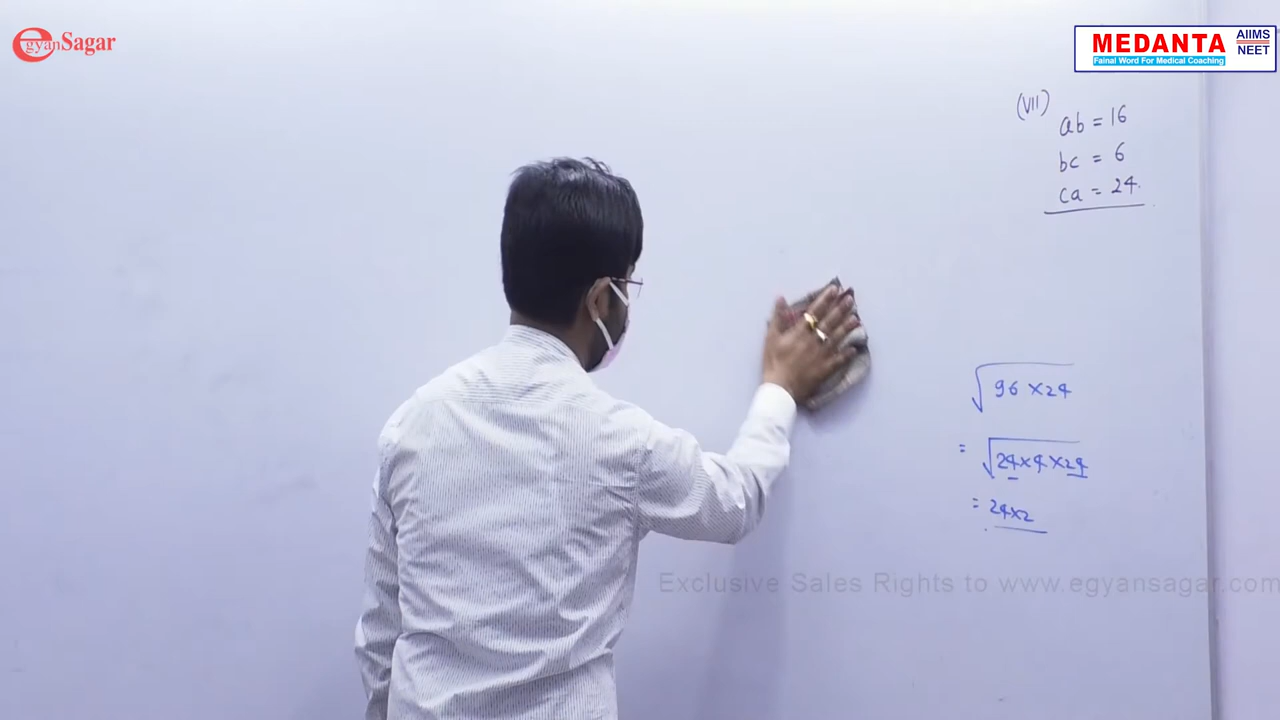 egyanSagar
MEDANTA AIIMS NEET
Fainal Word For Medical Coaching
(VII)
ab = 16
bc = 6
ca = 24.
√96 × 24
= √24 × 4 × 24
= 24×2
Exclusive Sales Rights to www.egyansagar.com